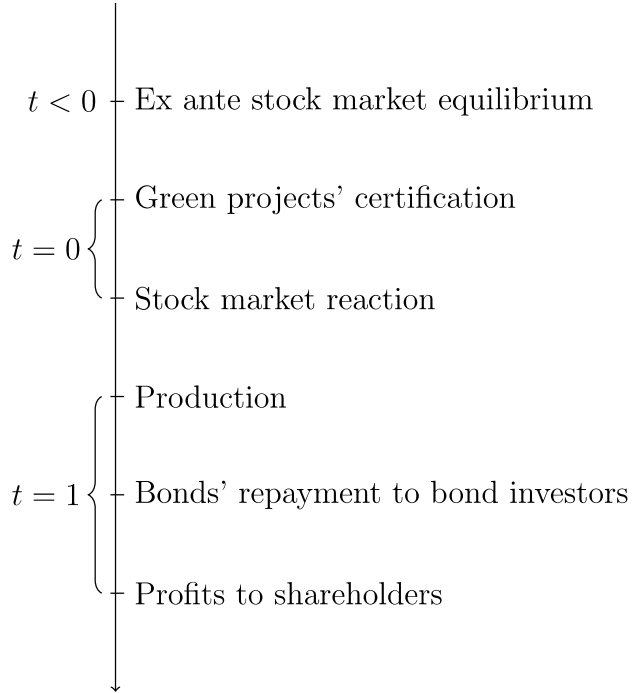 t < 0 Ex ante stock market equilibrium
Green projects' certification
t = 0
Stock market reaction
Production
t = 1 Bonds' repayment to bond investors
Profits to shareholders